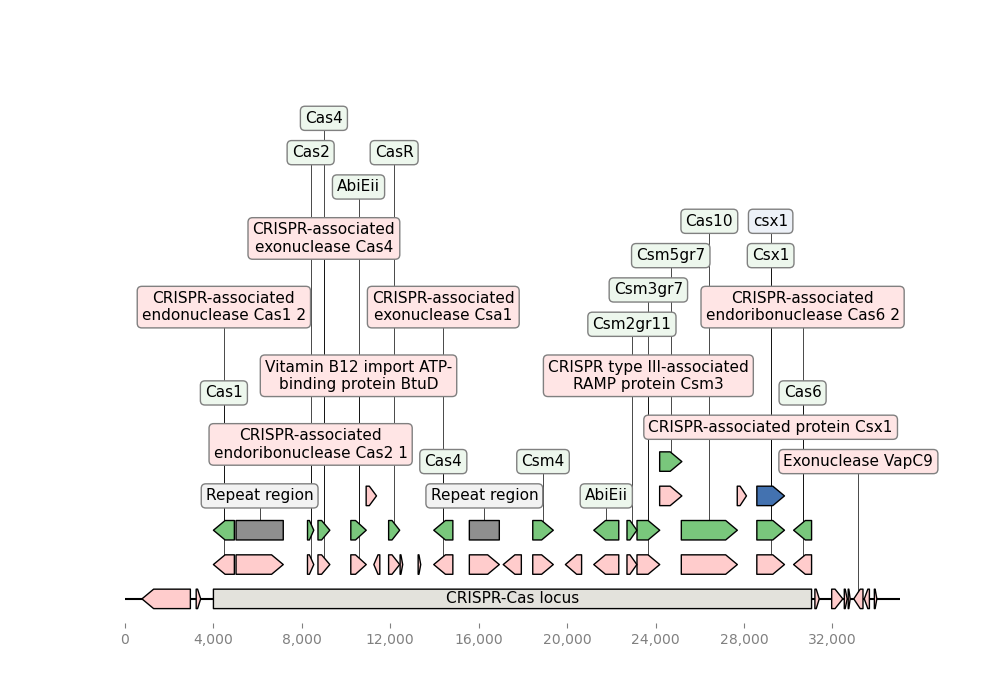 Cas4
Cas2
CasR
AbiEii
Cas10
csx1
CRISPR-associated
exonuclease Cas4
Csm5gr7
Csx1
Csm3gr7
CRISPR-associated
endonuclease Cas1 2
CRISPR-associated
exonuclease Csa1
CRISPR-associated
endoribonuclease Cas6 2
Csm2gr11
Vitamin B12 import ATP-
binding protein BtuD
CRISPR type III-associated
RAMP protein Csm3
Cas1
Cas6
CRISPR-associated protein Csx1
CRISPR-associated
endoribonuclease Cas2 1
Cas4
Csm4
Exonuclease VapC9
Repeat region
Repeat region
AbiEii
CRISPR-Cas locus
0
4,000
8,000
12,000
16,000
20,000
24,000
28,000
32,000